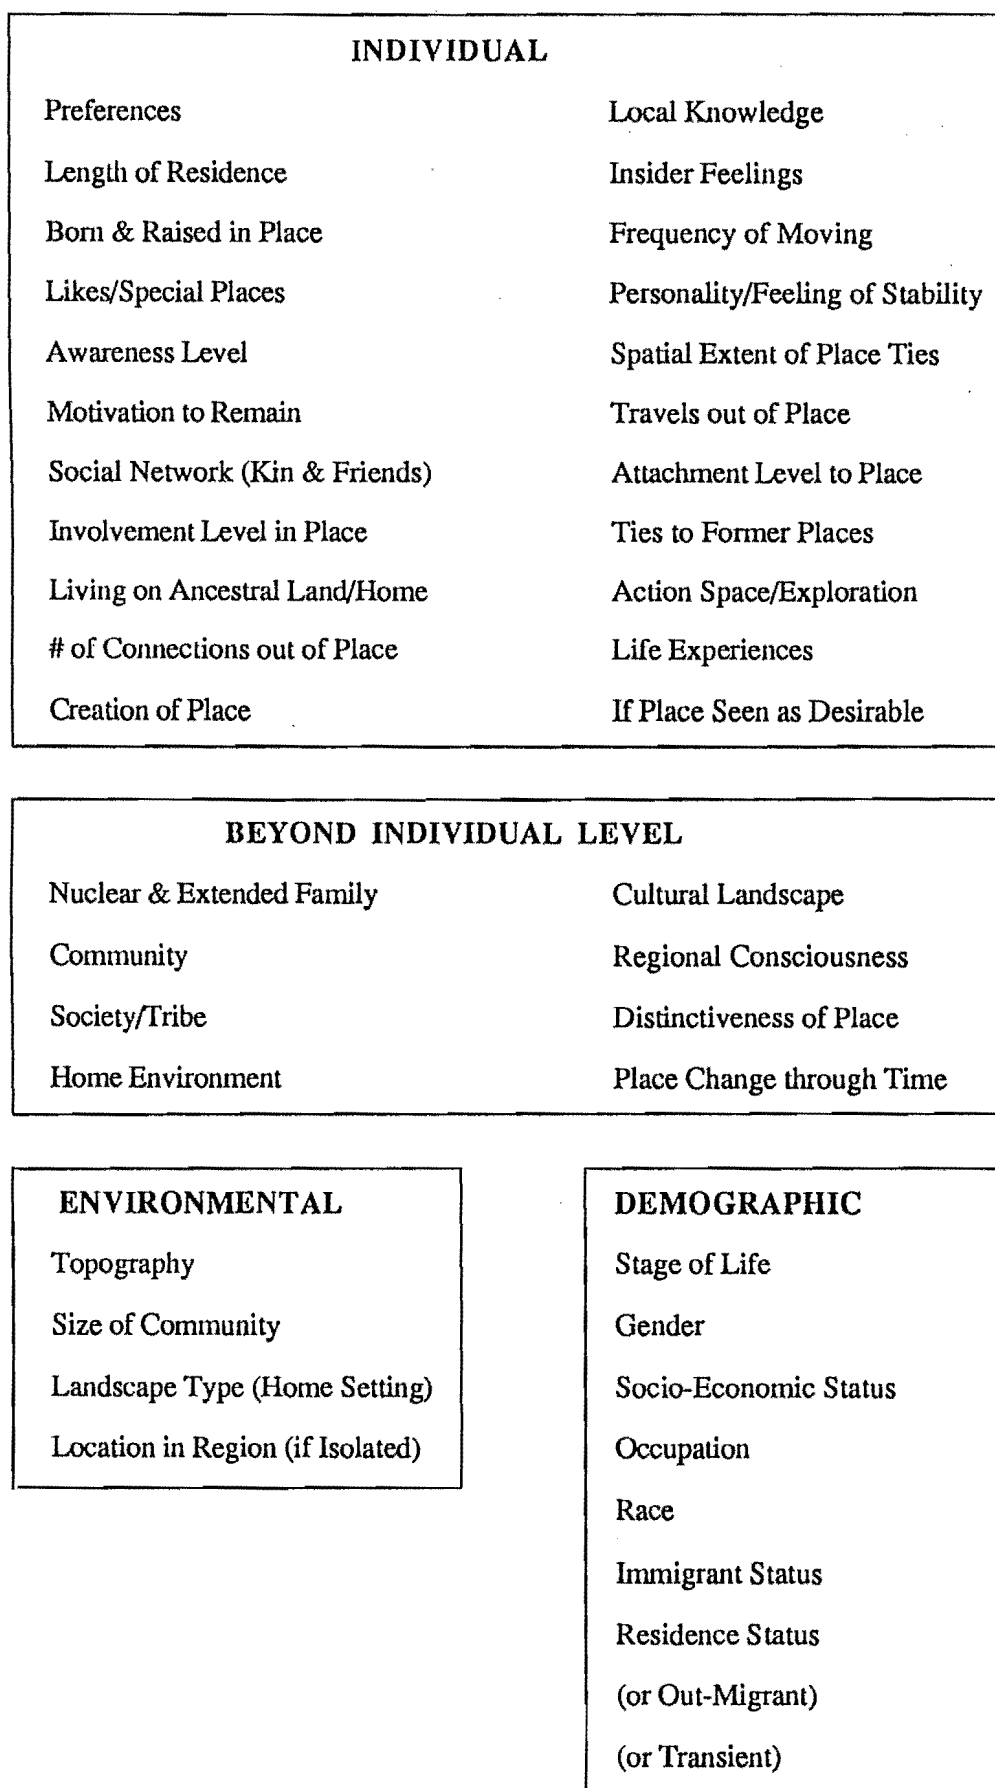 INDIVIDUAL
Preferences
Length of Residence
Born & Raised in Place
Likes/Special Places
Awareness Level
Motivation to Remain
Social Network (Kin & Friends)
Involvement Level in Place
Living on Ancestral Land/Home
# of Connections out of Place
Creation of Place
Local Knowledge
Insider Feelings
Frequency of Moving
Personality/Feeling of Stability
Spatial Extent of Place Ties
Travels out of Place
Attachment Level to Place
Ties to Former Places
Action Space/Exploration
Life Experiences
If Place Seen as Desirable
BEYOND INDIVIDUAL LEVEL
Nuclear & Extended Family
Community
Society/Tribe
Home Environment
Cultural Landscape
Regional Consciousness
Distinctiveness of Place
Place Change through Time
ENVIRONMENTAL
Topography
Size of Community
Landscape Type (Home Setting)
Location in Region (if Isolated)
DEMOGRAPHIC
Stage of Life
Gender
Socio-Economic Status
Occupation
Race
Immigrant Status
Residence Status
(or Out-Migrant)
(or Transient)